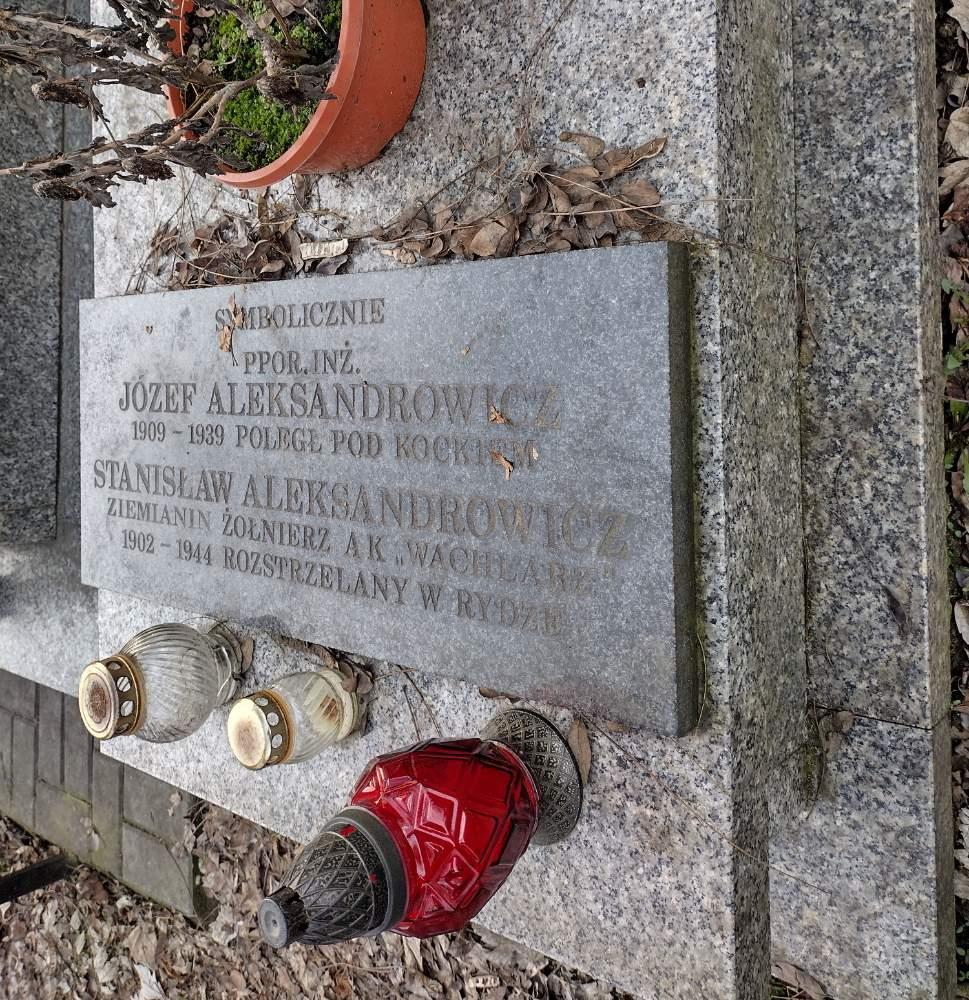 SYMBOLICZNIE
PPOR. INŻ.
JÓZEF ALEKSANDROWICZ
1909 – 1939 POLEGŁ POD KOCKIEM
STANISŁAW ALEKSANDROWICZ
ZIEMIANIN ŻOŁNIERZ AK „WACHLARZ"
1902 – 1944 ROZSTRZELANY W RYDZE